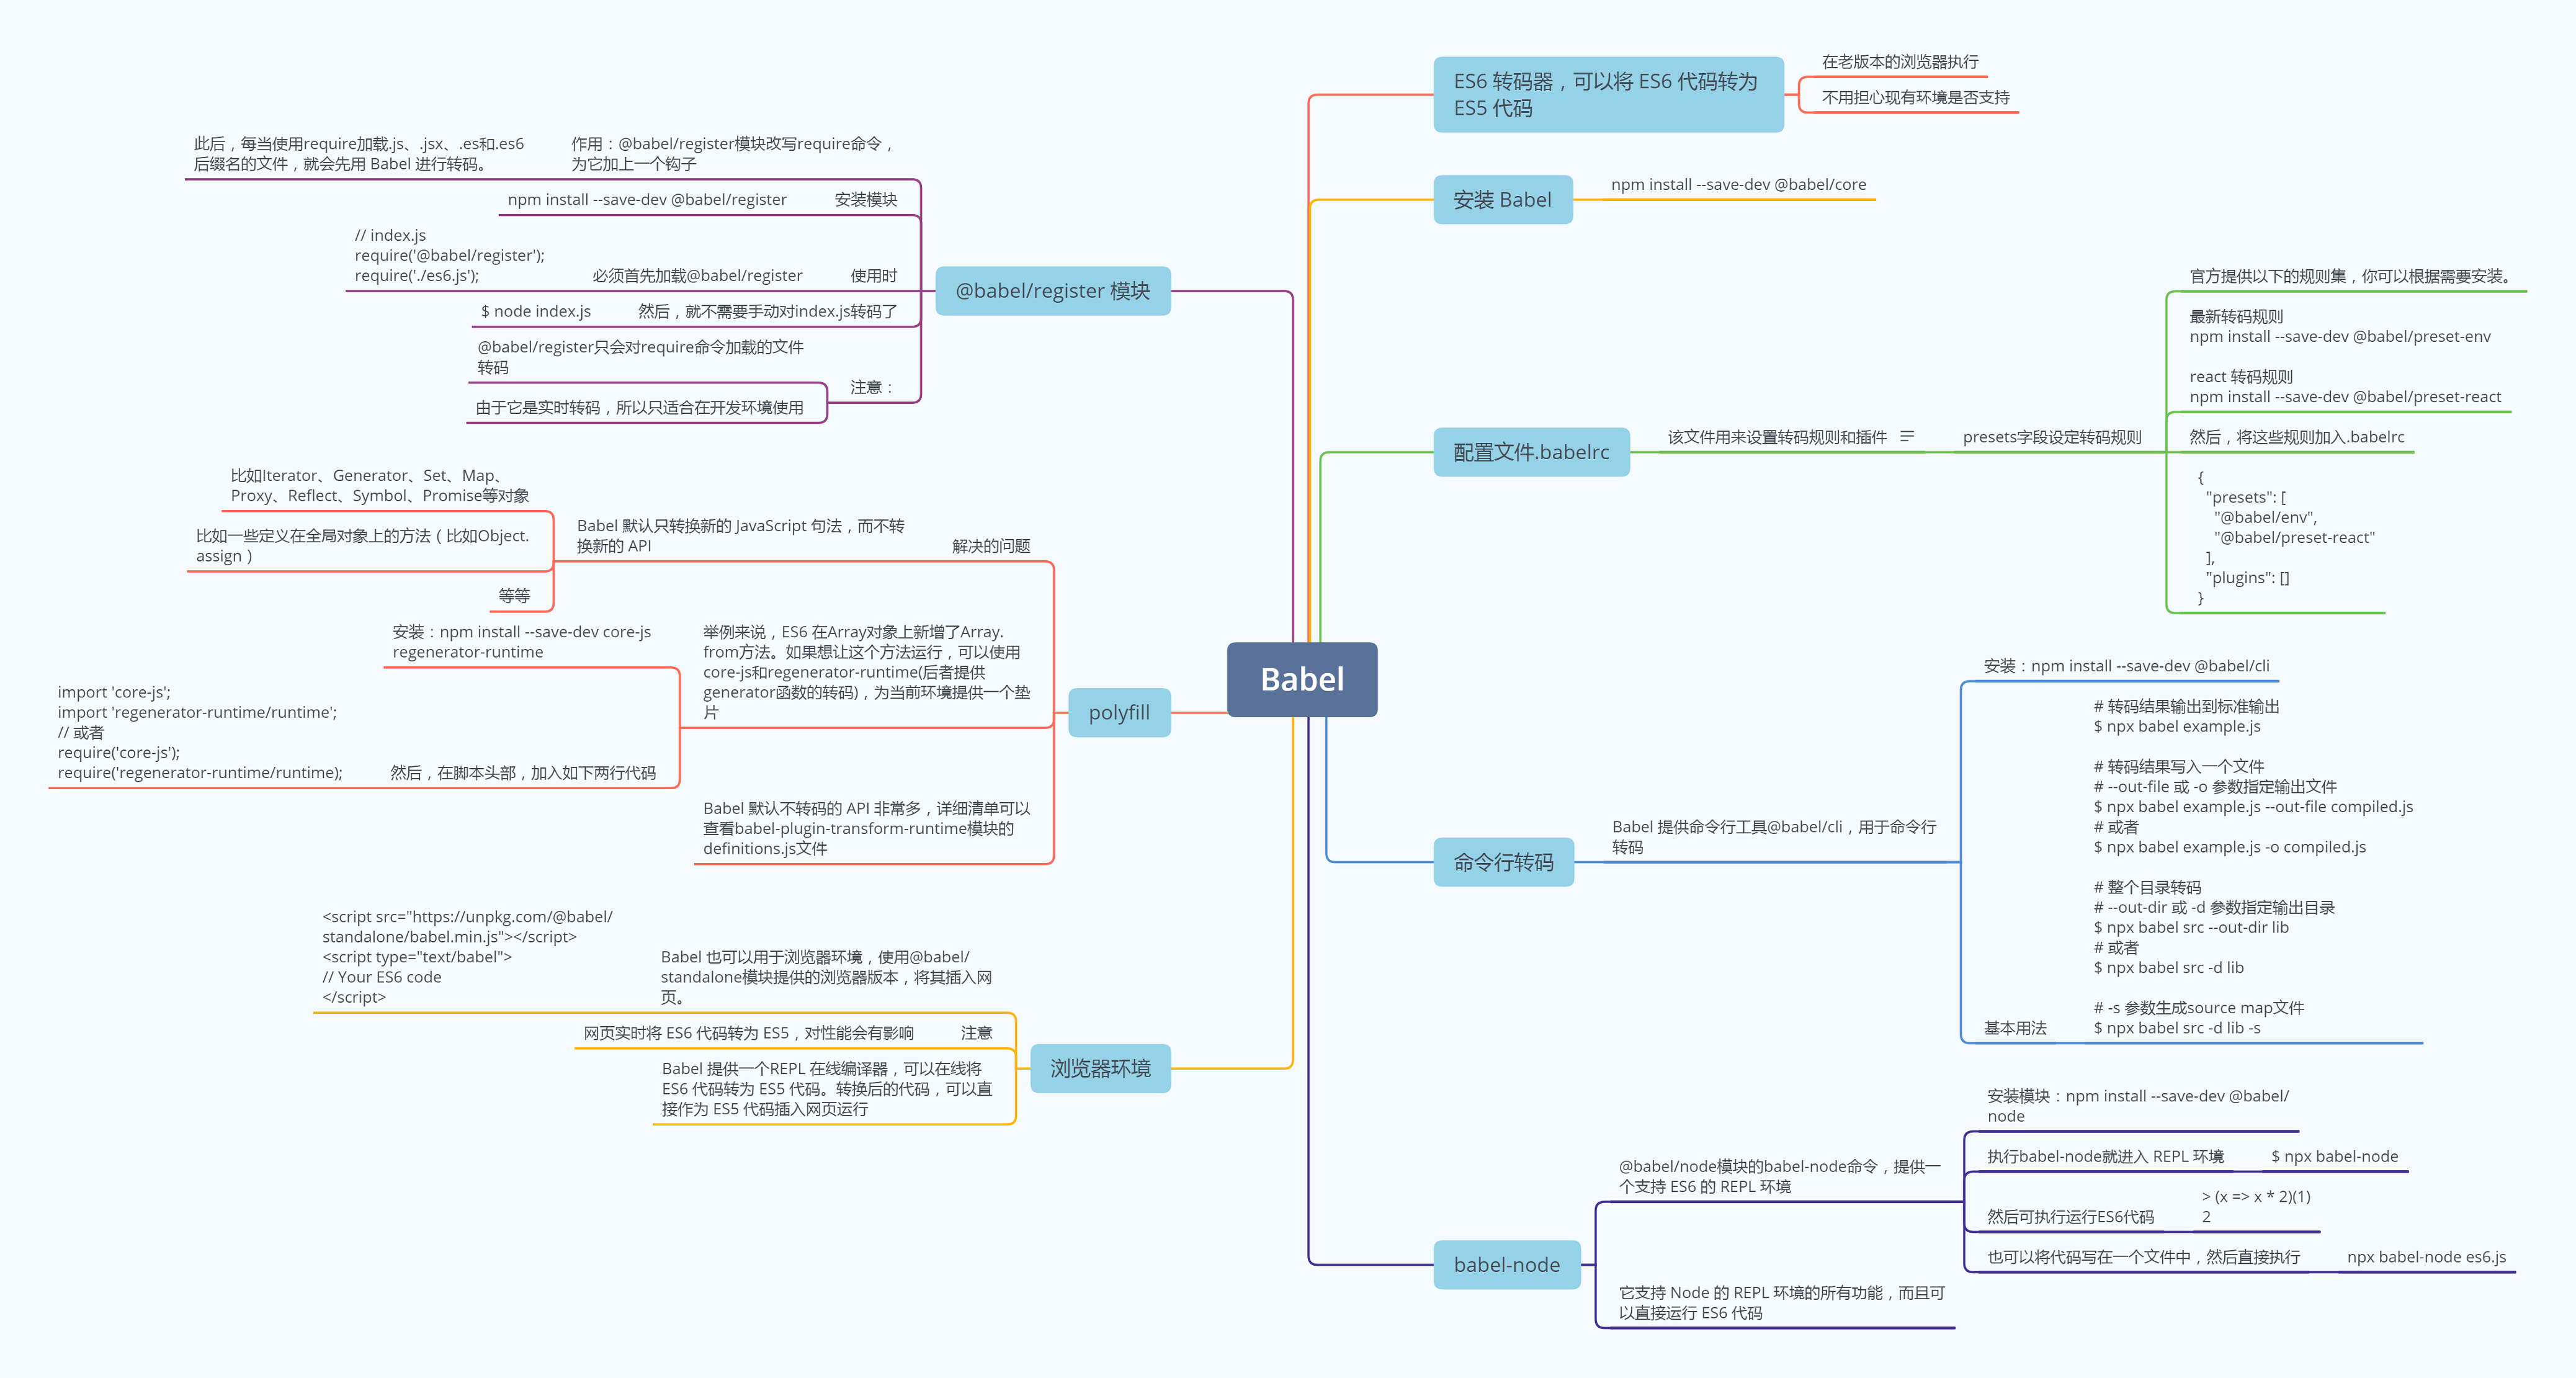 Babel
ES6 转码器，可以将 ES6 代码转为
ES5 代码
在老版本的浏览器执行
不用担心现有环境是否支持
安装 Babel
npm install --save-dev @babel/core
配置文件.babelrc
该文件用来设置转码规则和插件
presets字段设定转码规则
官方提供以下的规则集，你可以根据需要安装。
最新转码规则
npm install --save-dev @babel/preset-env
react 转码规则
npm install --save-dev @babel/preset-react
然后，将这些规则加入.babelrc
{
"presets": [
"@babel/env",
"@babel/preset-react"
],
"plugins": []
}
命令行转码
Babel 提供命令行工具@babel/cli，用于命令行
转码
安装：npm install --save-dev @babel/cli
基本用法
# 转码结果输出到标准输出
$ npx babel example.js
# 转码结果写入一个文件
# --out-file 或 -o 参数指定输出文件
$ npx babel example.js --out-file compiled.js
# 或者
$ npx babel example.js -o compiled.js
# 整个目录转码
# --out-dir 或 -d 参数指定输出目录
$ npx babel src --out-dir lib
# 或者
$ npx babel src -d lib
# -s 参数生成source map文件
$ npx babel src -d lib -s
babel-node
@babel/node模块的babel-node命令，提供一
个支持 ES6 的 REPL 环境
安装模块：npm install --save-dev @babel/
node
执行babel-node就进入 REPL 环境
$ npx babel-node
然后可执行运行ES6代码
> (x => x * 2)(1)
2
也可以将代码写在一个文件中，然后直接执行
npx babel-node es6.js
它支持 Node 的 REPL 环境的所有功能，而且可
以直接运行 ES6 代码
@babel/register 模块
作用：@babel/register模块改写require命令，
为它加上一个钩子
此后，每当使用require加载.js、.jsx、.es和.es6
后缀名的文件，就会先用 Babel 进行转码。
安装模块
npm install --save-dev @babel/register
使用时
必须首先加载@babel/register
// index.js
require('@babel/register');
require('./es6.js');
然后，就不需要手动对index.js转码了
$ node index.js
注意：
@babel/register只会对require命令加载的文件
转码
由于它是实时转码，所以只适合在开发环境使用
polyfill
解决的问题
Babel 默认只转换新的 JavaScript 句法，而不转
换新的 API
比如Iterator、Generator、Set、Map、
Proxy、Reflect、Symbol、Promise等对象
比如一些定义在全局对象上的方法（比如Object.
assign）
等等
举例来说，ES6 在Array对象上新增了Array.
from方法。如果想让这个方法运行，可以使用
core-js和regenerator-runtime(后者提供
generator函数的转码)，为当前环境提供一个垫
片
安装：npm install --save-dev core-js
regenerator-runtime
然后，在脚本头部，加入如下两行代码
import 'core-js';
import 'regenerator-runtime/runtime';
// 或者
require('core-js');
require('regenerator-runtime/runtime);
Babel 默认不转码的 API 非常多，详细清单可以
查看babel-plugin-transform-runtime模块的
definitions.js文件
浏览器环境
Babel 也可以用于浏览器环境，使用@babel/
standalone模块提供的浏览器版本，将其插入网
页。
<script src="https://unpkg.com/@babel/
standalone/babel.min.js"></script>
<script type="text/babel">
// Your ES6 code
</script>
注意
网页实时将 ES6 代码转为 ES5，对性能会有影响
Babel 提供一个REPL 在线编译器，可以在线将
ES6 代码转为 ES5 代码。转换后的代码，可以直
接作为 ES5 代码插入网页运行